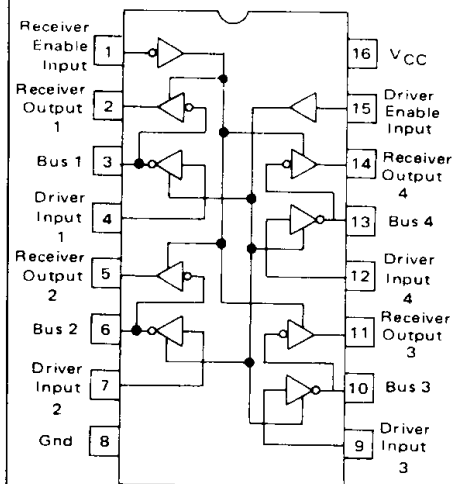 Receiver
Enable
Input
1
Receiver
Output
1
2
Bus 1
3
Driver
Input
1
4
Receiver
Output
2
5
Bus 2
6
Driver
Input
2
7
Gnd
8
16
VCC
15
Driver
Enable
Input
14
Receiver
Output
4
13
Bus 4
12
Driver
Input
4
11
Receiver
Output
3
10
Bus 3
9
Driver
Input
3